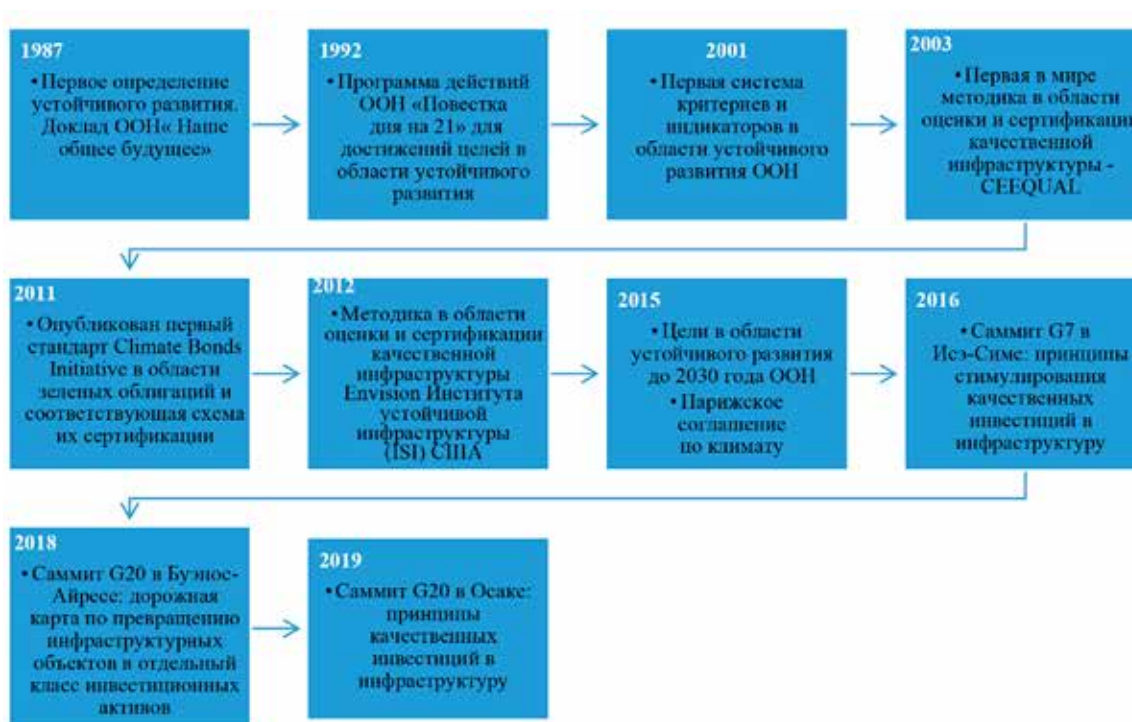 1987
• Первое определение
устойчивого развития.
Доклад ООН« Наше
общее будущее»
1992
• Программа действий
ООН «Повестка
дня на 21» для
достижений целей в
области устойчивого
развития
2001
• Первая система
критериев и
индикаторов в
области устойчивого
развития ООН
2003
• Первая в мире
методика в области
оценки и сертификации
качественной
инфраструктуры -
CEEQUAL
2011
• Опубликован первый
стандарт Climate Bonds
Initiative в области
зеленых облигаций и
соответствующая схема
их сертификации
2012
• Методика в области
оценки и сертификации
качественной
инфраструктуры
Envision Института
устойчивой
инфраструктуры
(ISI) США
2015
• Цели в области
устойчивого развития
до 2030 года ООН
• Парижское
соглашение
по климату
2016
• Саммит G7 в
Исэ-Симе: принципы
стимулирования
качественных
инвестиций в
инфраструктуру
2018
• Саммит G20 в Буэнос-
Айресе: дорожная
карта по превращению
инфраструктурных
объектов в отдельный
класс инвестиционных
активов
2019
• Саммит G20 в Осаке:
принципы
качественных
инвестиций в
инфраструктуру